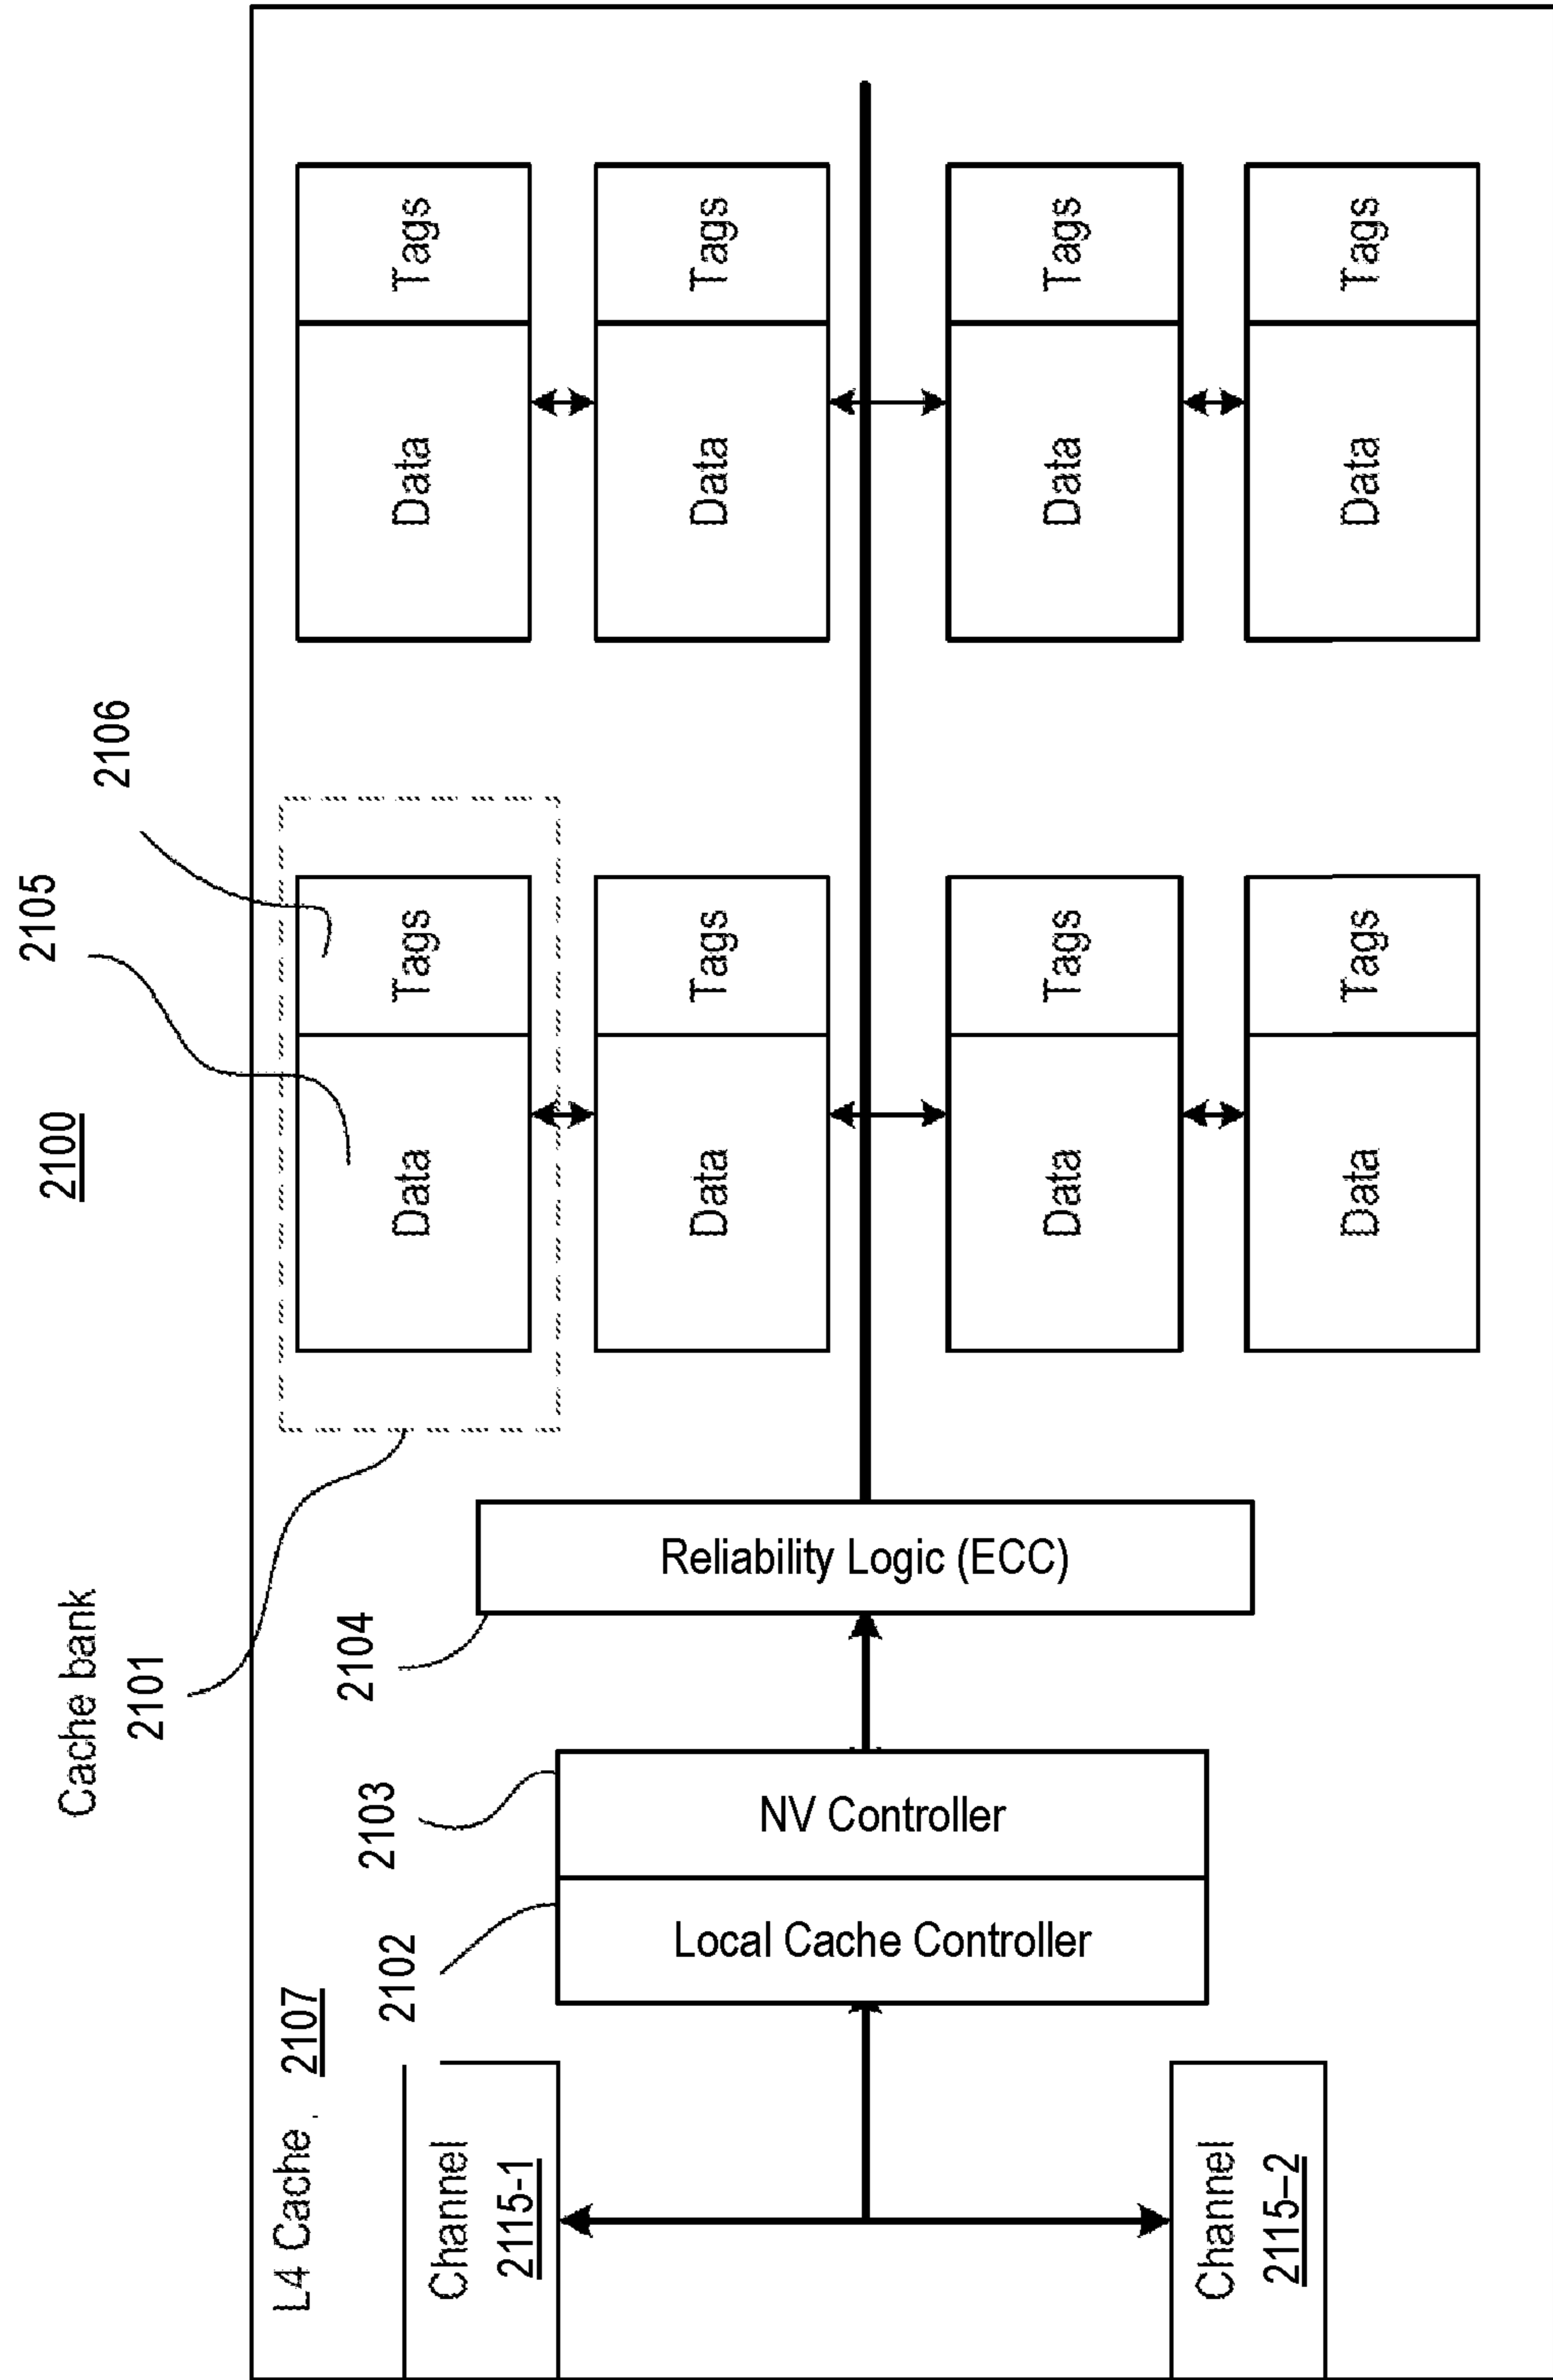 2100
Cache bank
2101
2105
2106
L4 Cache
2107
2102
2103
2104
Channel
2115-1
Channel
2115-2
Local Cache Controller
NV Controller
Reliability Logic (ECC)
Data
Tags
Data
Tags
Data
Tags
Data
Tags
Data
Tags
Data
Tags
Data
Tags
Data
Tags